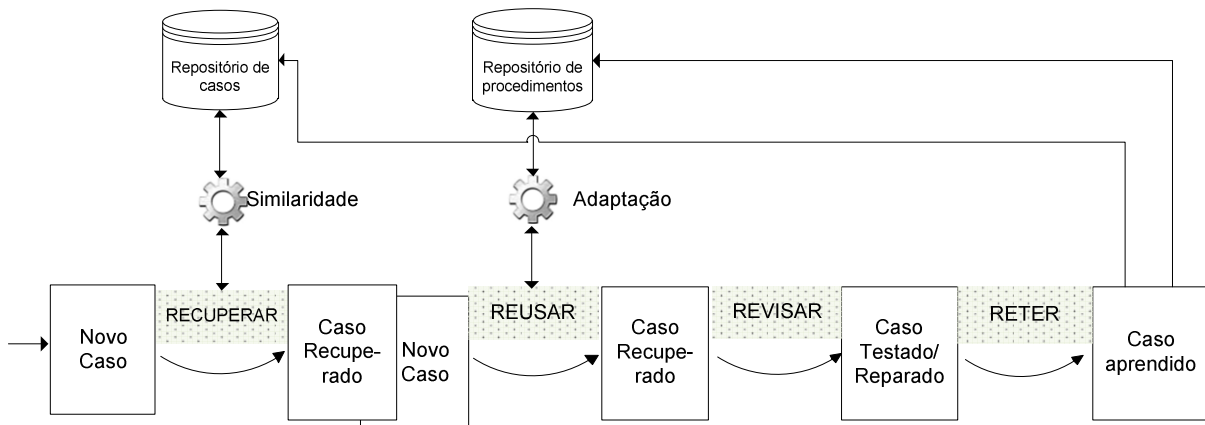 Repositório de
casos
Repositório de
procedimentos
Similaridade
Adaptação
Novo
Caso
RECUPERAR
Caso
Recupe-
rado
Novo
Caso
REUSAR
Caso
Recupe-
rado
REVISAR
Caso
Testado/
Reparado
RETER
Caso
aprendido